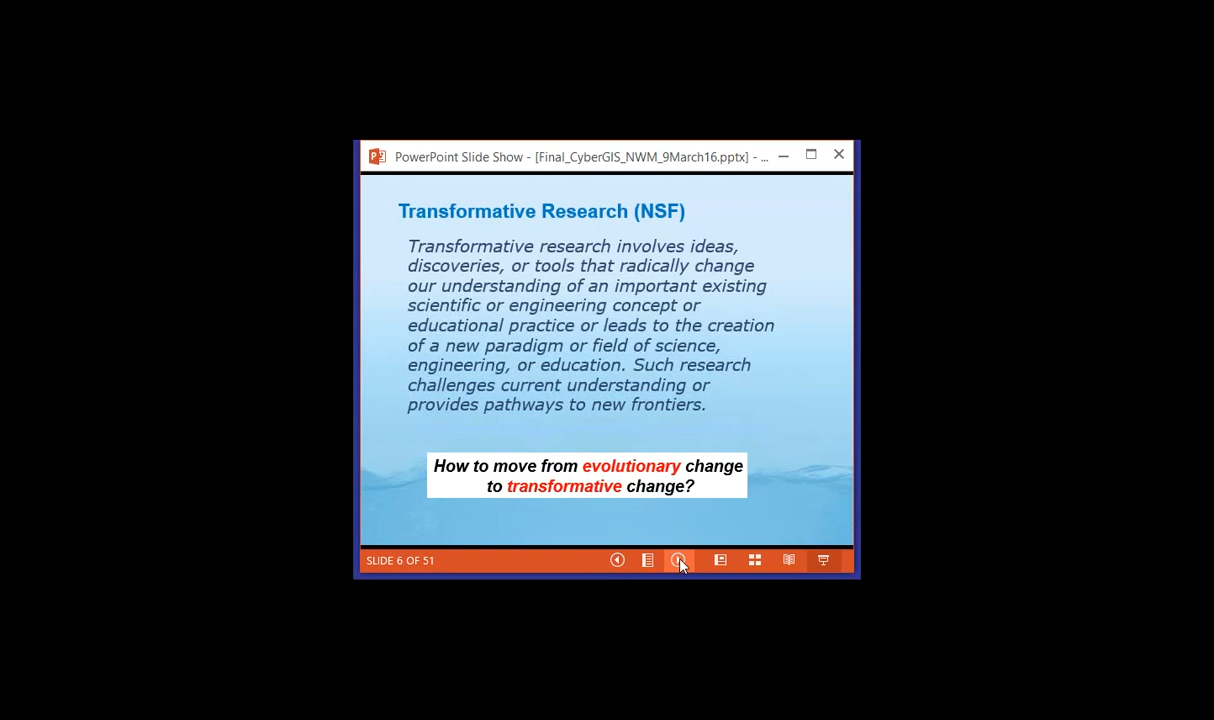 PowerPoint Slide Show - [Final_CyberGIS_NWM_9March16.pptx] - ...
Transformative Research (NSF)
Transformative research involves ideas,
discoveries, or tools that radically change
our understanding of an important existing
scientific or engineering concept or
educational practice or leads to the creation
of a new paradigm or field of science,
engineering, or education. Such research
challenges current understanding or
provides pathways to new frontiers.
How to move from evolutionary change
to transformative change?
SLIDE 6 OF 51